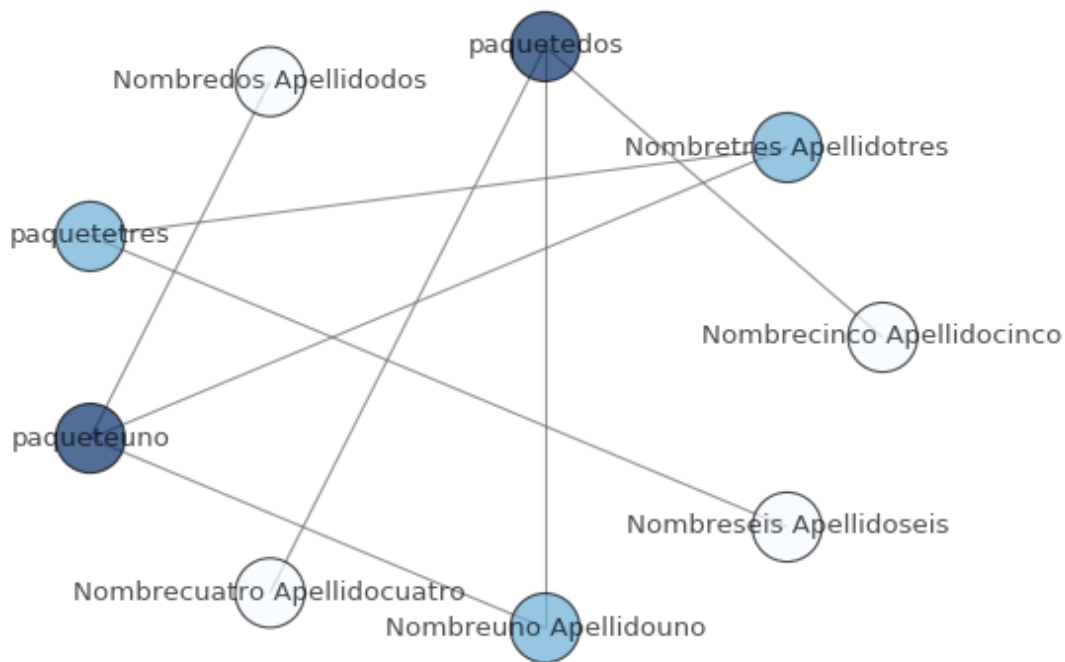 paquetedos
Nombredos Apellidodos
Nombretres Apellidotres
paquetetres
Nombrecinco Apellidocinco
paqueteuno
Nombreseis Apellidoseis
Nombrecuatro Apellidocuatro
Nombreuno Apellidouno